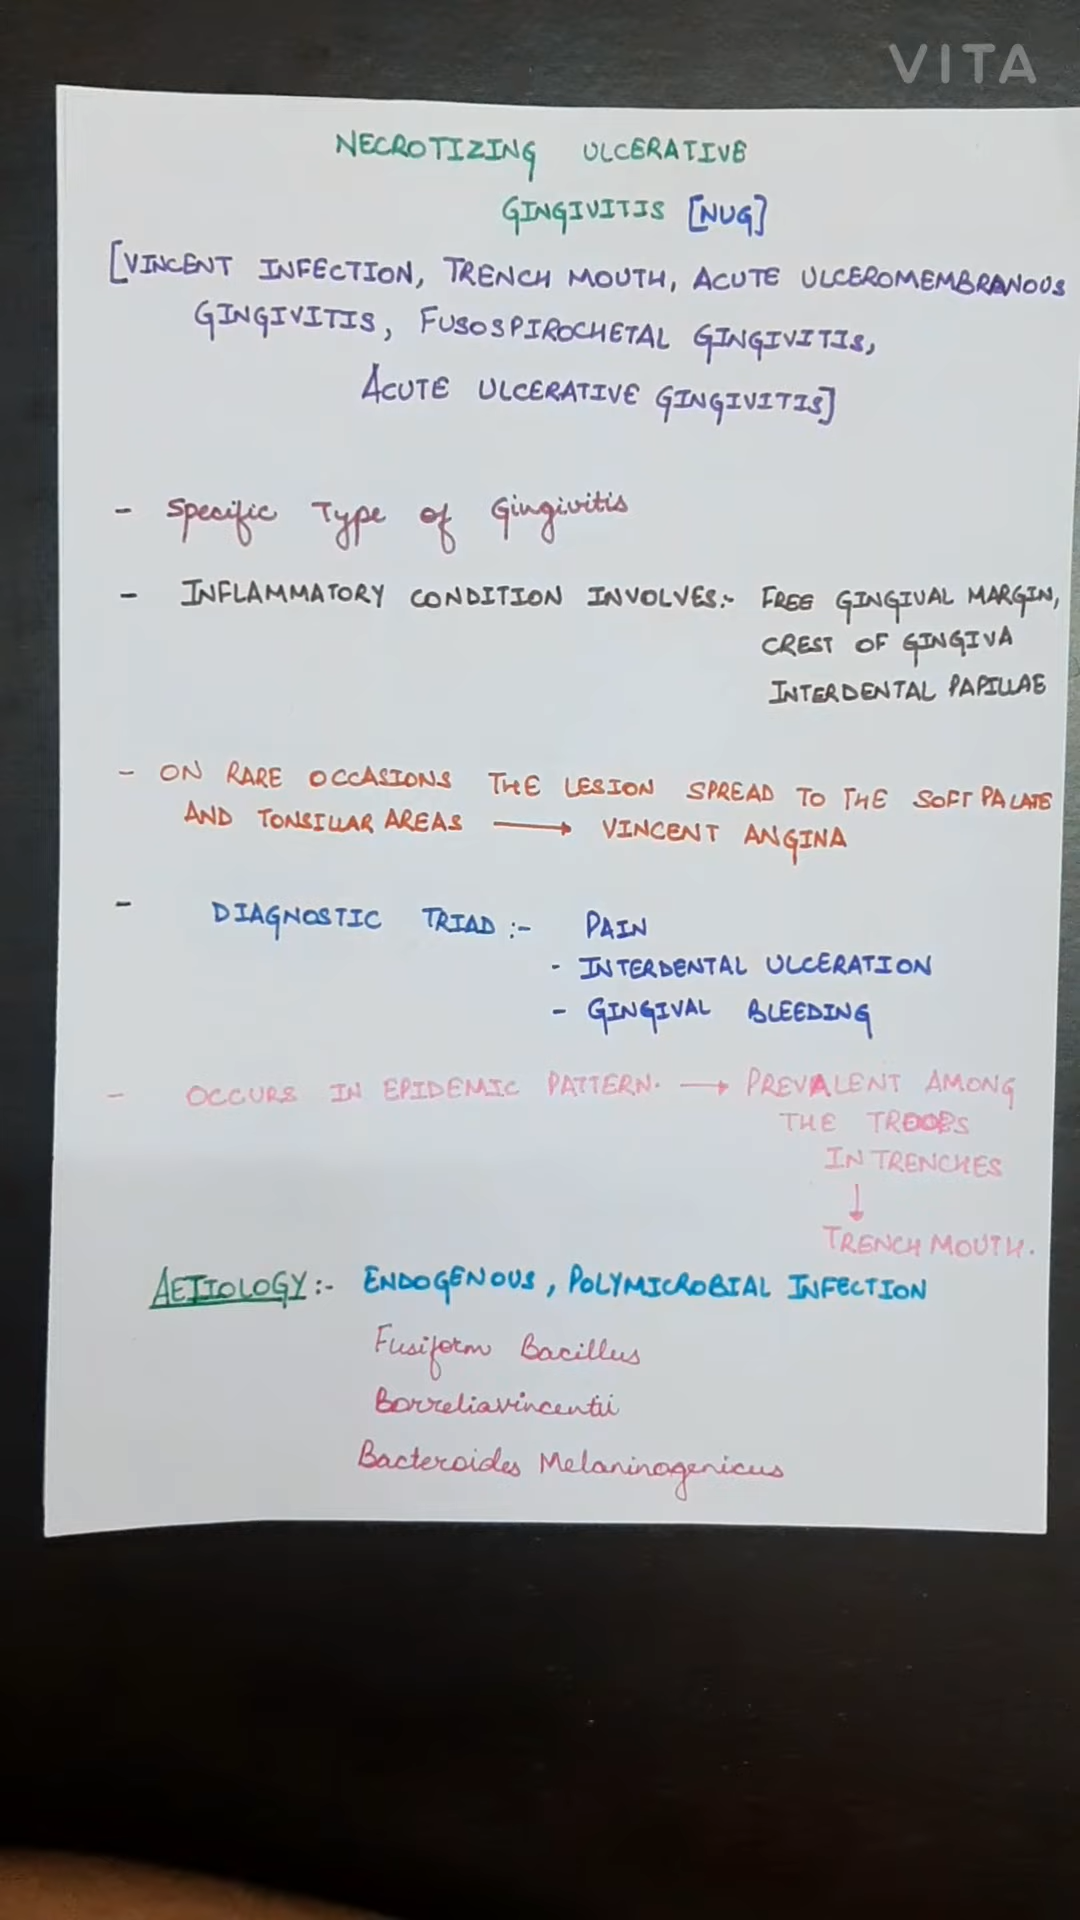 VITA
NECROTIZING ULCERATIVE
GINGIVITIS [NUG]
[VINCENT INFECTION, TRENCH MOUTH, ACUTE ULCEROMEMBRANOUS
GINGIVITIS, FUSOSPIROCHETAL GINGIVITIS,
ACUTE ULCERATIVE GINGIVITIS]
- Specific Type of Gingivitis
- INFLAMMATORY CONDITION INVOLVES:- FREE GINGIVAL MARGIN,
CREST OF GINGIVA
INTERDENTAL PAPILLAE
- ON RARE OCCASIONS THE LESION SPREAD TO THE SOFT PALATE
AND TONSILLAR AREAS → VINCENT ANGINA
- DIAGNOSTIC TRIAD :- PAIN
- INTERDENTAL ULCERATION
- GINGIVAL BLEEDING
- OCCURS IN EPIDEMIC PATTERN. → PREVALENT AMONG
THE TROOPS
IN TRENCHES
↓
TRENCH MOUTH.
AETIOLOGY :- ENDOGENOUS, POLYMICROBIAL INFECTION
Fusiform Bacillus
Borreliavincentii
Bacteroides Melaninogenicus